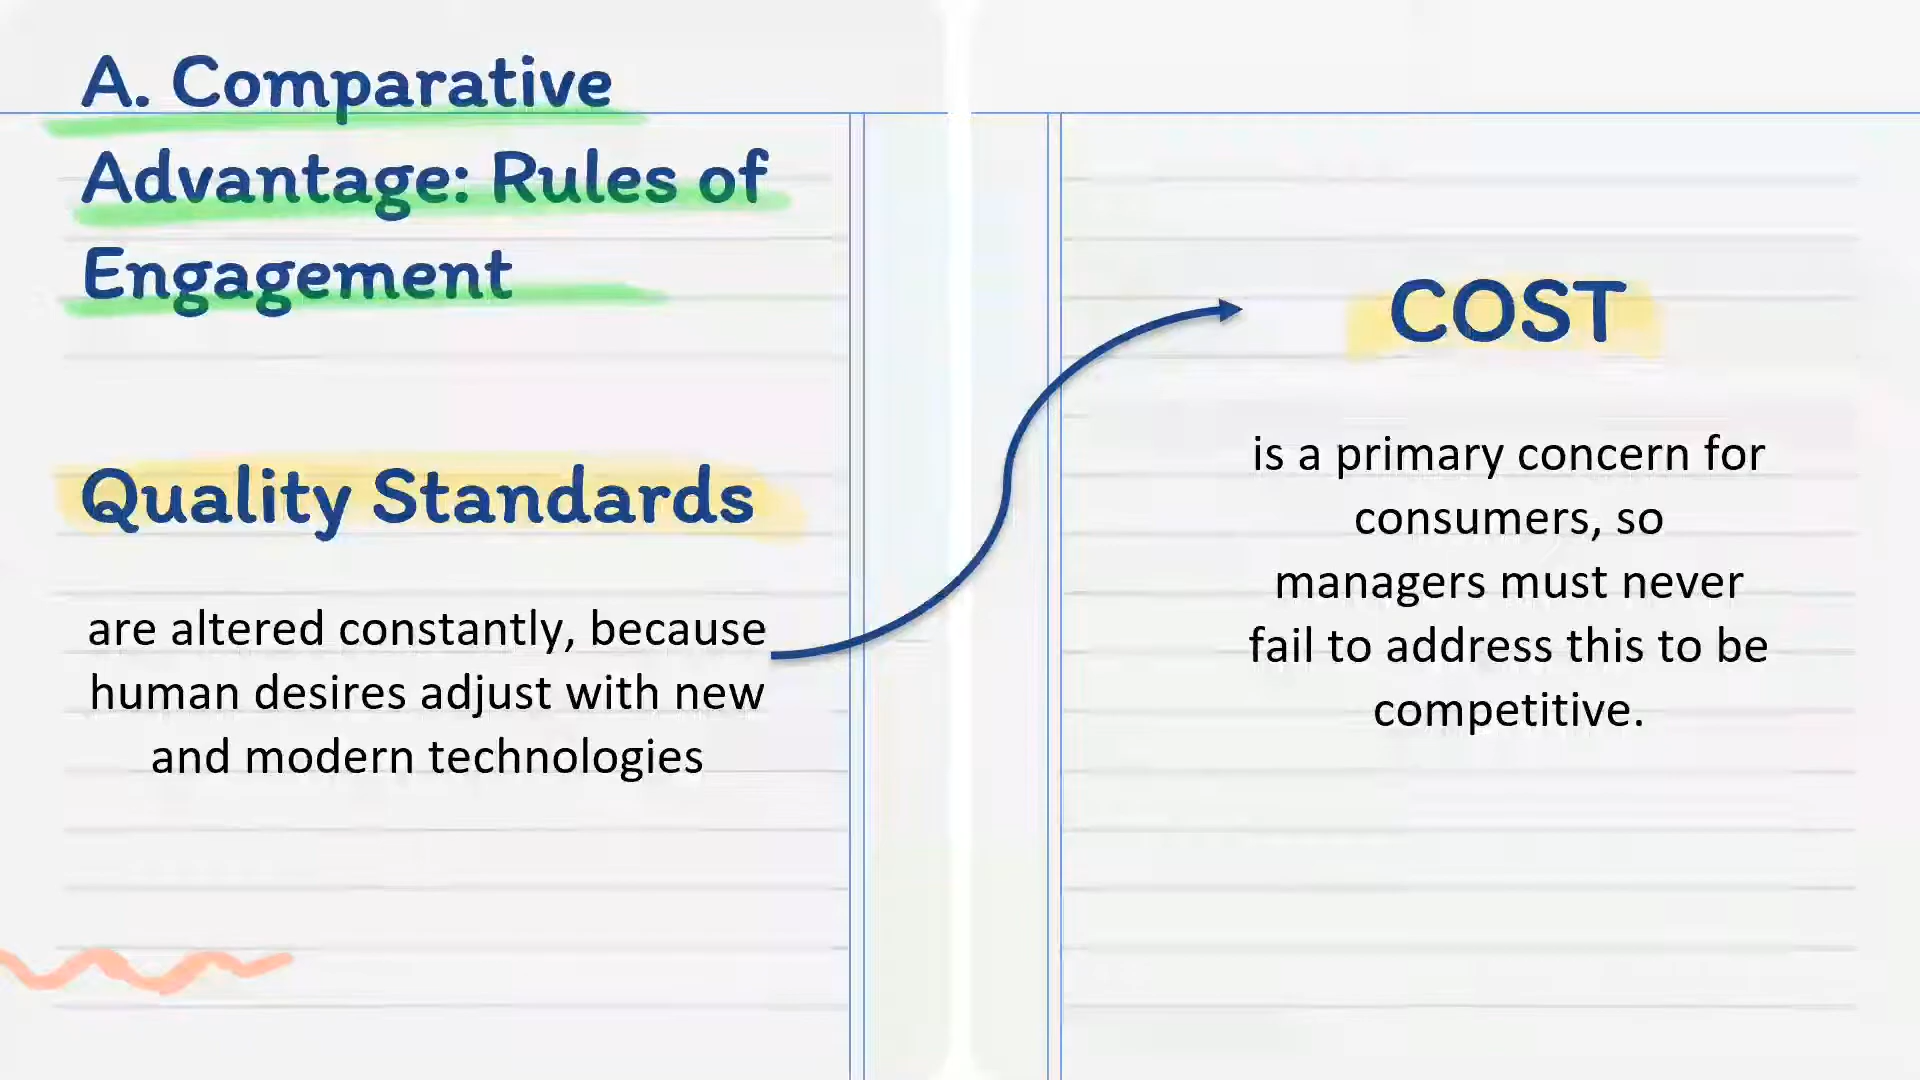 A. Comparative
Advantage: Rules of
Engagement
Quality Standards
are altered constantly, because
human desires adjust with new
and modern technologies
COST
is a primary concern for
consumers, so
managers must never
fail to address this to be
competitive.